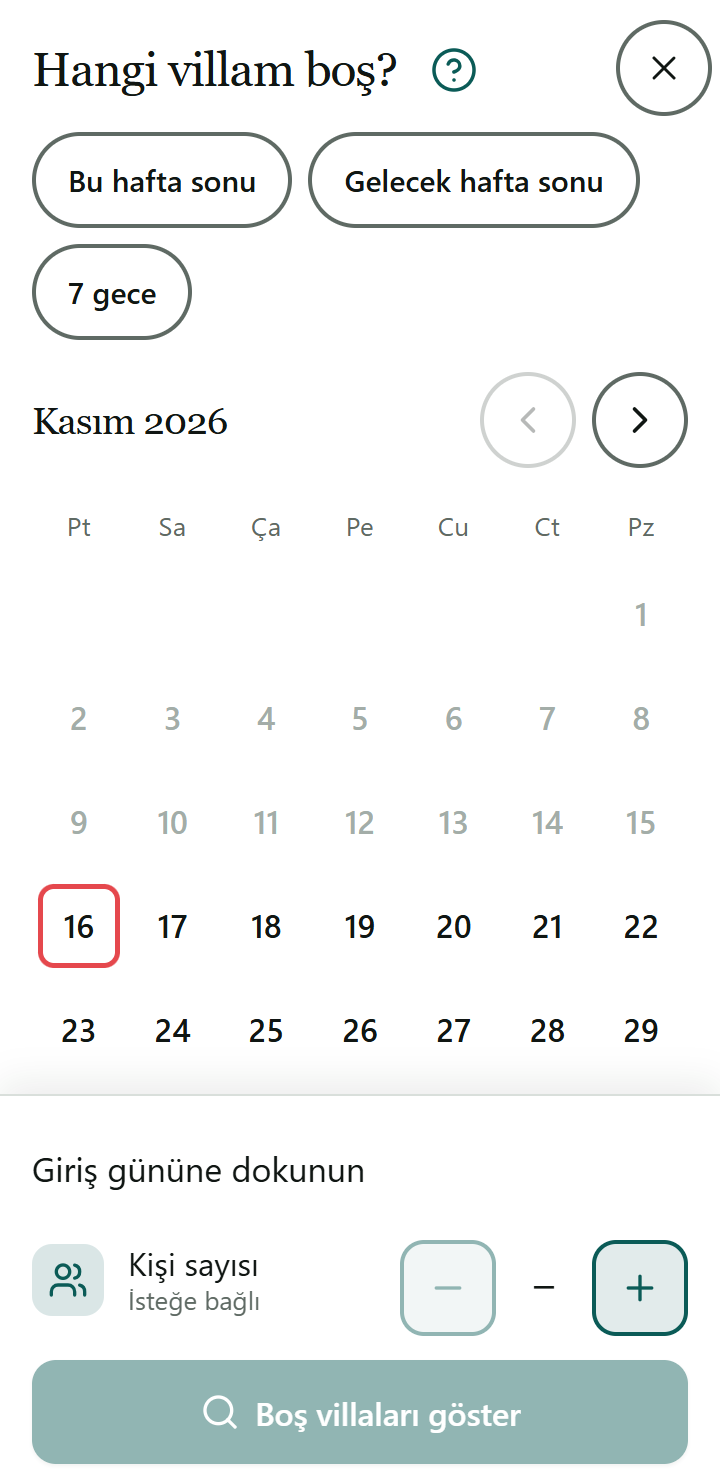 Hangi villam boş?
Bu hafta sonu
Gelecek hafta sonu
7 gece
Kasım 2026
Pt Sa Ça Pe Cu Ct Pz
1
2 3 4 5 6 7 8
9 10 11 12 13 14 15
16 17 18 19 20 21 22
23 24 25 26 27 28 29
Giriş gününe dokunun
Kişi sayısı
İsteğe bağlı
− – +
Boş villaları göster